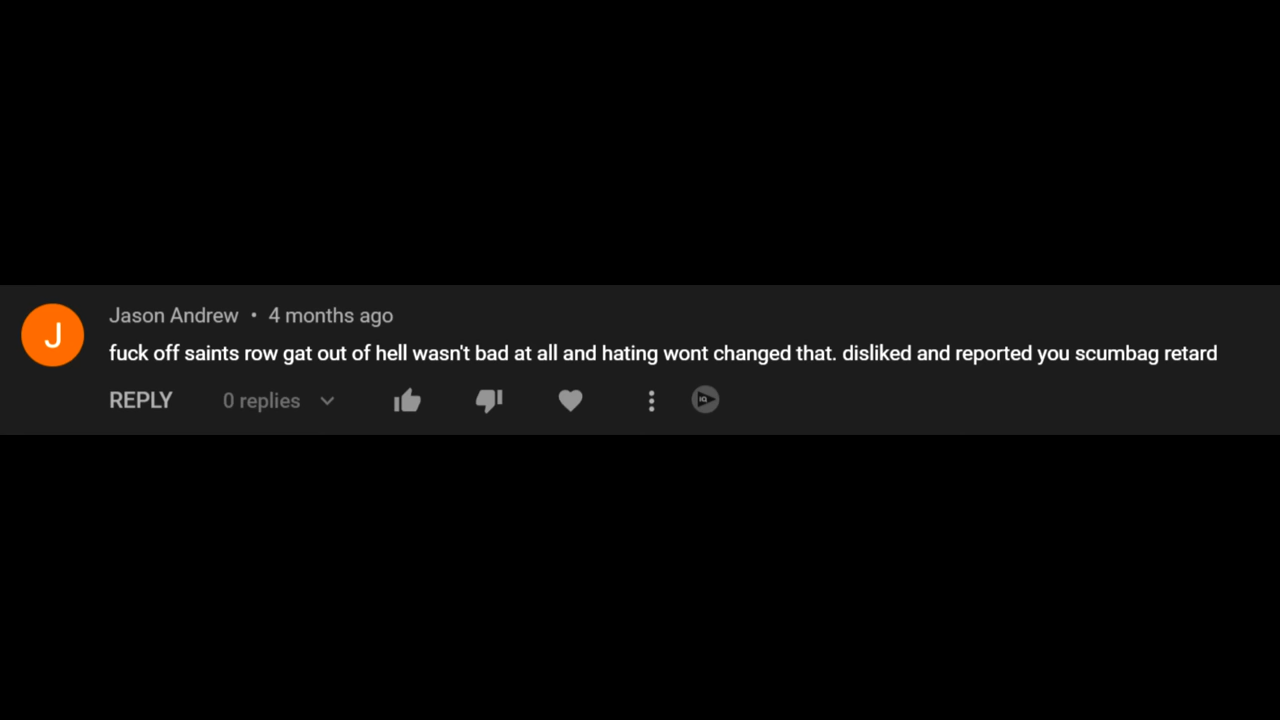 J
Jason Andrew • 4 months ago
fuck off saints row gat out of hell wasn't bad at all and hating wont changed that. disliked and reported you scumbag retard
REPLY 0 replies
IQ